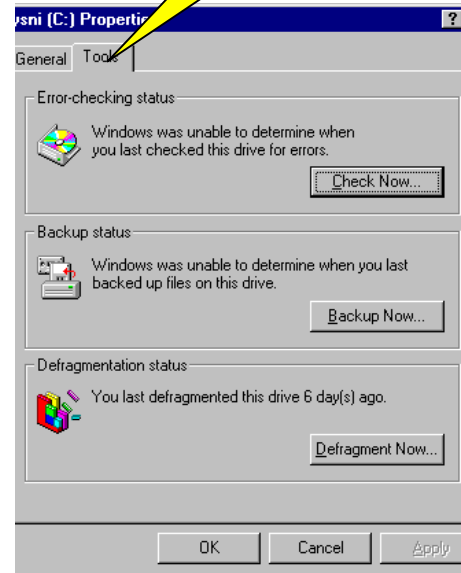 ysni (C:) Properties ?
General Tools
Error-checking status
Windows was unable to determine when
you last checked this drive for errors.
Check Now...
Backup status
Windows was unable to determine when you last
backed up files on this drive.
Backup Now...
Defragmentation status
You last defragmented this drive 6 day(s) ago.
Defragment Now...
OK Cancel Apply